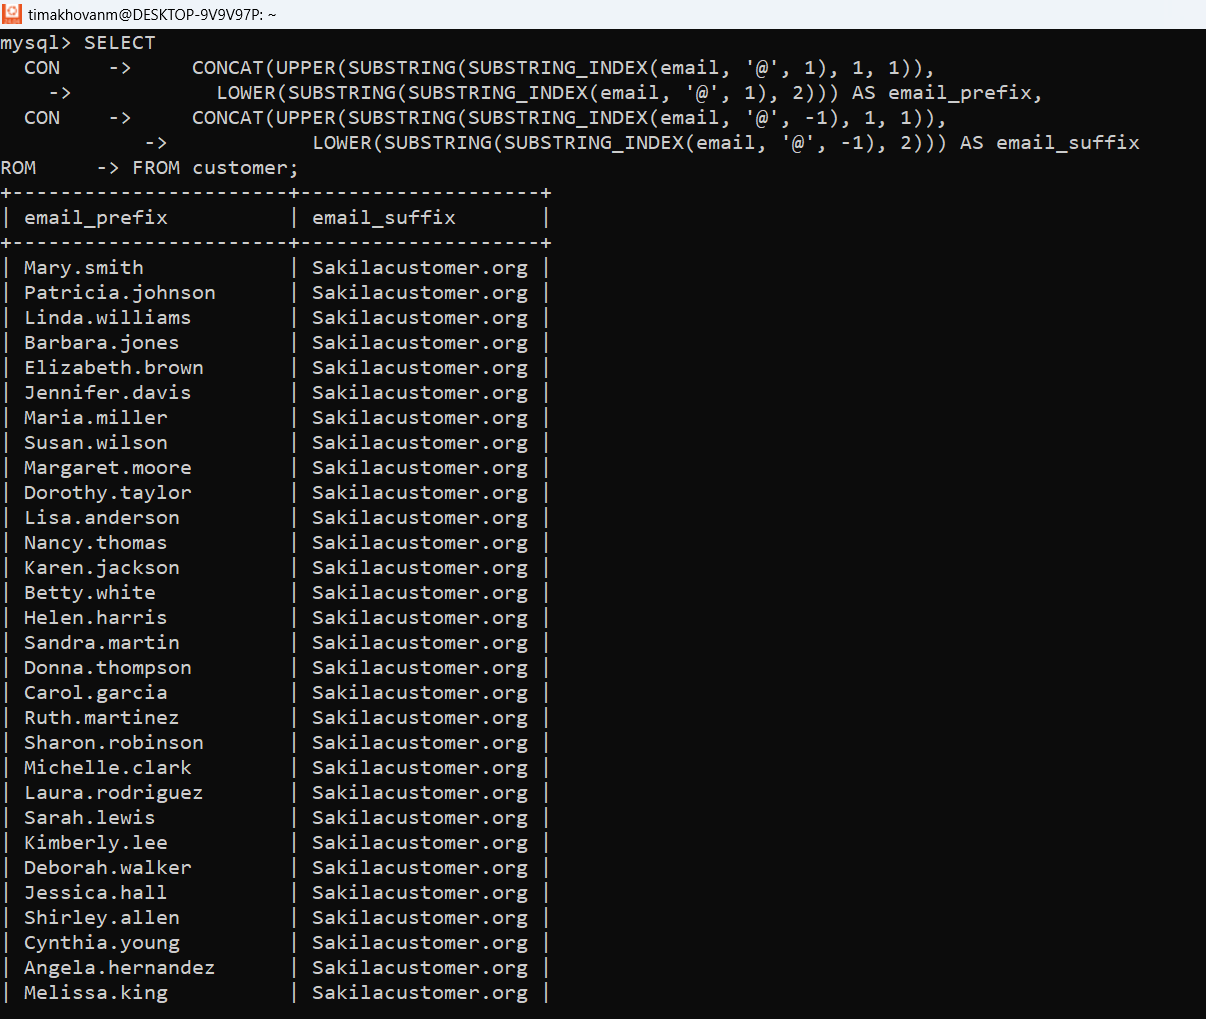 timakhovanm@DESKTOP-9V9V97P: ~
mysql> SELECT
  CON    ->     CONCAT(UPPER(SUBSTRING(SUBSTRING_INDEX(email, '@', 1), 1, 1)),
    ->            LOWER(SUBSTRING(SUBSTRING_INDEX(email, '@', 1), 2))) AS email_prefix,
  CON    ->     CONCAT(UPPER(SUBSTRING(SUBSTRING_INDEX(email, '@', -1), 1, 1)),
            ->            LOWER(SUBSTRING(SUBSTRING_INDEX(email, '@', -1), 2))) AS email_suffix
ROM     -> FROM customer;
+-----------------------+--------------------+
| email_prefix          | email_suffix       |
+-----------------------+--------------------+
| Mary.smith            | Sakilacustomer.org |
| Patricia.johnson      | Sakilacustomer.org |
| Linda.williams        | Sakilacustomer.org |
| Barbara.jones         | Sakilacustomer.org |
| Elizabeth.brown       | Sakilacustomer.org |
| Jennifer.davis        | Sakilacustomer.org |
| Maria.miller          | Sakilacustomer.org |
| Susan.wilson          | Sakilacustomer.org |
| Margaret.moore        | Sakilacustomer.org |
| Dorothy.taylor        | Sakilacustomer.org |
| Lisa.anderson         | Sakilacustomer.org |
| Nancy.thomas          | Sakilacustomer.org |
| Karen.jackson         | Sakilacustomer.org |
| Betty.white           | Sakilacustomer.org |
| Helen.harris          | Sakilacustomer.org |
| Sandra.martin         | Sakilacustomer.org |
| Donna.thompson        | Sakilacustomer.org |
| Carol.garcia          | Sakilacustomer.org |
| Ruth.martinez         | Sakilacustomer.org |
| Sharon.robinson       | Sakilacustomer.org |
| Michelle.clark        | Sakilacustomer.org |
| Laura.rodriguez       | Sakilacustomer.org |
| Sarah.lewis           | Sakilacustomer.org |
| Kimberly.lee          | Sakilacustomer.org |
| Deborah.walker        | Sakilacustomer.org |
| Jessica.hall          | Sakilacustomer.org |
| Shirley.allen         | Sakilacustomer.org |
| Cynthia.young         | Sakilacustomer.org |
| Angela.hernandez      | Sakilacustomer.org |
| Melissa.king          | Sakilacustomer.org |